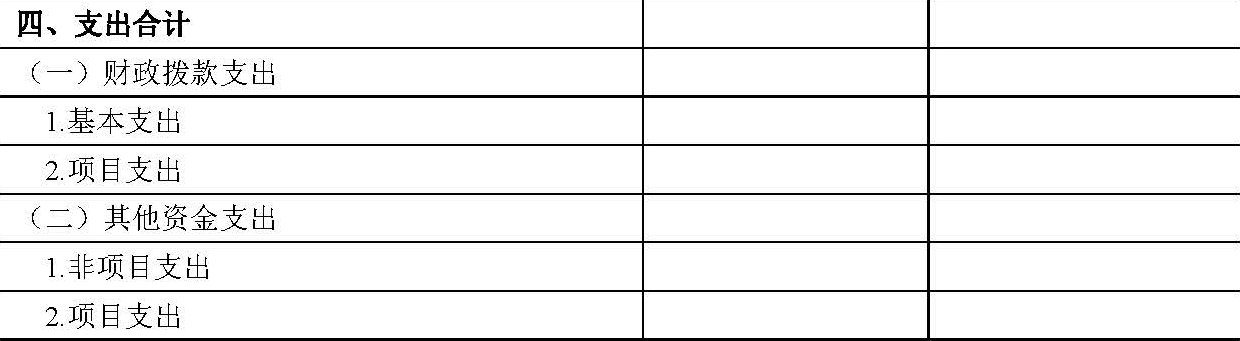 四、支出合计
（一）财政拨款支出
1.基本支出
2.项目支出
（二）其他资金支出
1.非项目支出
2.项目支出